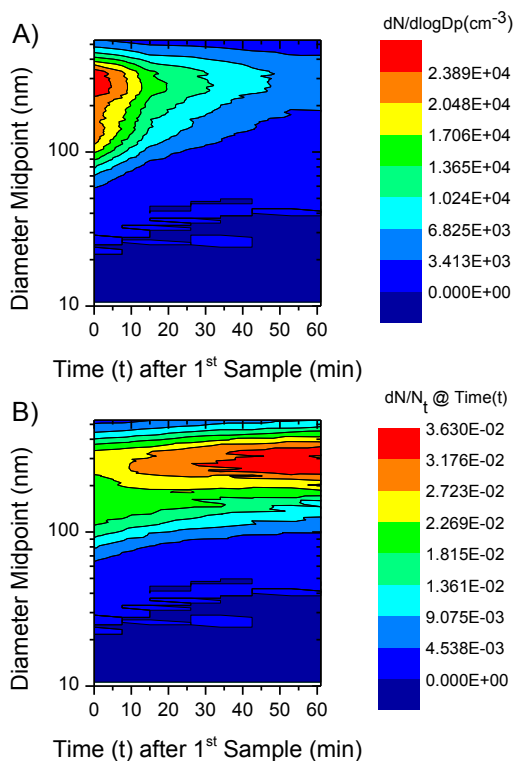 A)
dN/dlogDp(cm⁻³)
2.389E+04
2.048E+04
1.706E+04
1.365E+04
1.024E+04
6.825E+03
3.413E+03
0.000E+00
Diameter Midpoint (nm)
100
10
0 10 20 30 40 50 60
Time (t) after 1ˢᵗ Sample (min)
B)
dN/Nₜ @ Time(t)
3.630E-02
3.176E-02
2.723E-02
2.269E-02
1.815E-02
1.361E-02
9.075E-03
4.538E-03
0.000E+00
Diameter Midpoint (nm)
100
10
0 10 20 30 40 50 60
Time (t) after 1ˢᵗ Sample (min)